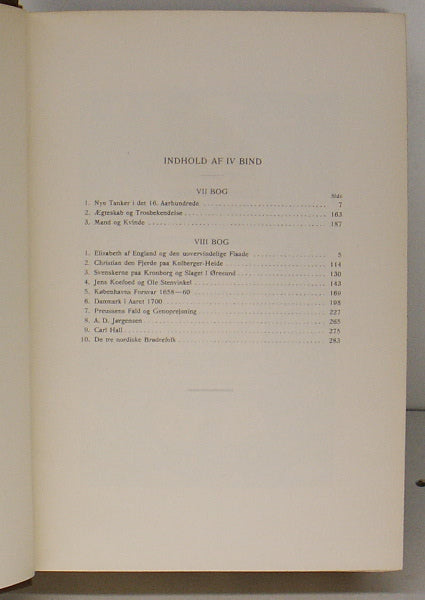 INDHOLD AF IV BIND
VII BOG
Side
1. Nye Tanker i det 16. Aarhundrede 7
2. Ægteskab og Trosbekendelse 163
3. Mand og Kvinde 187
VIII BOG
1. Elisabeth af England og den uovervindelige Flaade 5
2. Christian den Fjerde paa Kolberger-Heide 114
3. Svenskerne paa Kronborg og Slaget i Øresund 130
4. Jens Koefoed og Ole Stenvinkel 143
5. Københavns Forsvar 1658—60 169
6. Danmark i Aaret 1700 198
7. Preussens Fald og Genoprejsning 227
8. A. D. Jørgensen 265
9. Carl Hall 275
10. De tre nordiske Brødrefolk 283